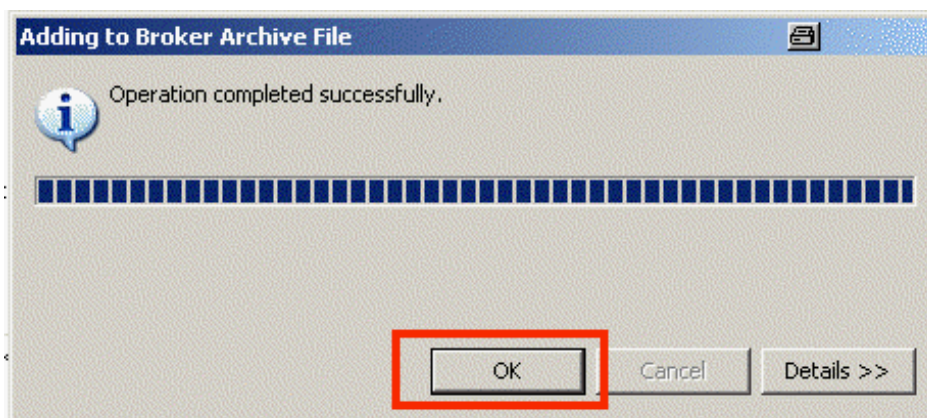 Adding to Broker Archive File
Operation completed successfully.
OK Cancel Details >>